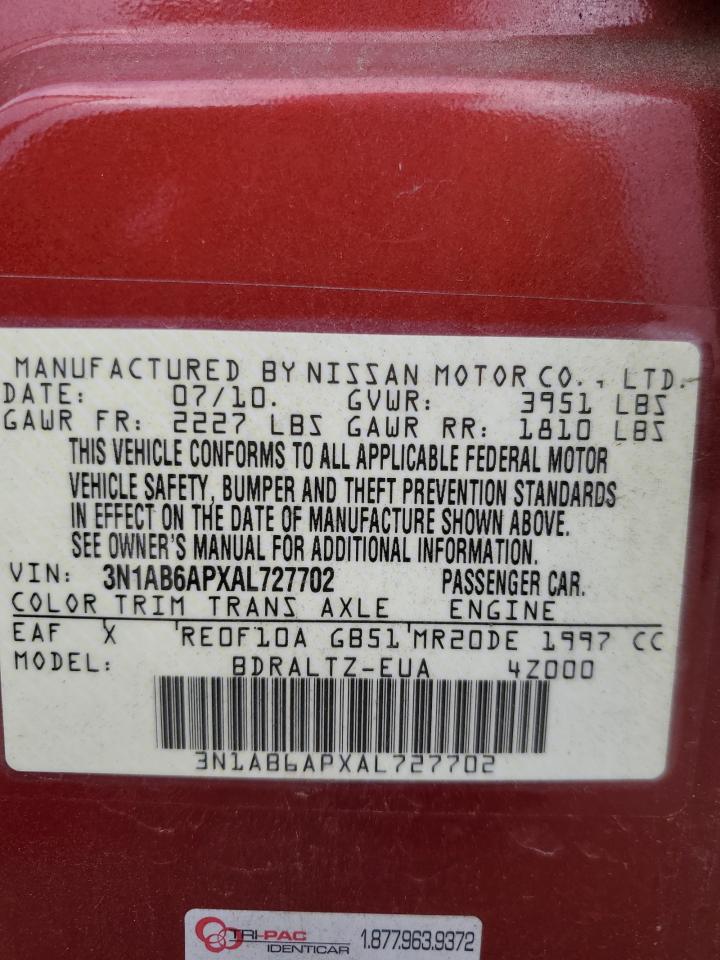 MANUFACTURED BY NISSAN MOTOR CO., LTD.
DATE: 07/10. GVWR: 3951 LBS
GAWR FR: 2227 LBS GAWR RR: 1810 LBS
THIS VEHICLE CONFORMS TO ALL APPLICABLE FEDERAL MOTOR
VEHICLE SAFETY, BUMPER AND THEFT PREVENTION STANDARDS
IN EFFECT ON THE DATE OF MANUFACTURE SHOWN ABOVE.
SEE OWNER'S MANUAL FOR ADDITIONAL INFORMATION.
VIN: 3N1AB6APXAL727702 PASSENGER CAR.
COLOR TRIM TRANS AXLE ENGINE
EAF X RE0F10A GB51 MR20DE 1997 CC
MODEL: BDRALTZ-EUA 4Z000
3N1AB6APXAL727702
TRI-PAC
IDENTICAR 1.877.963.9372